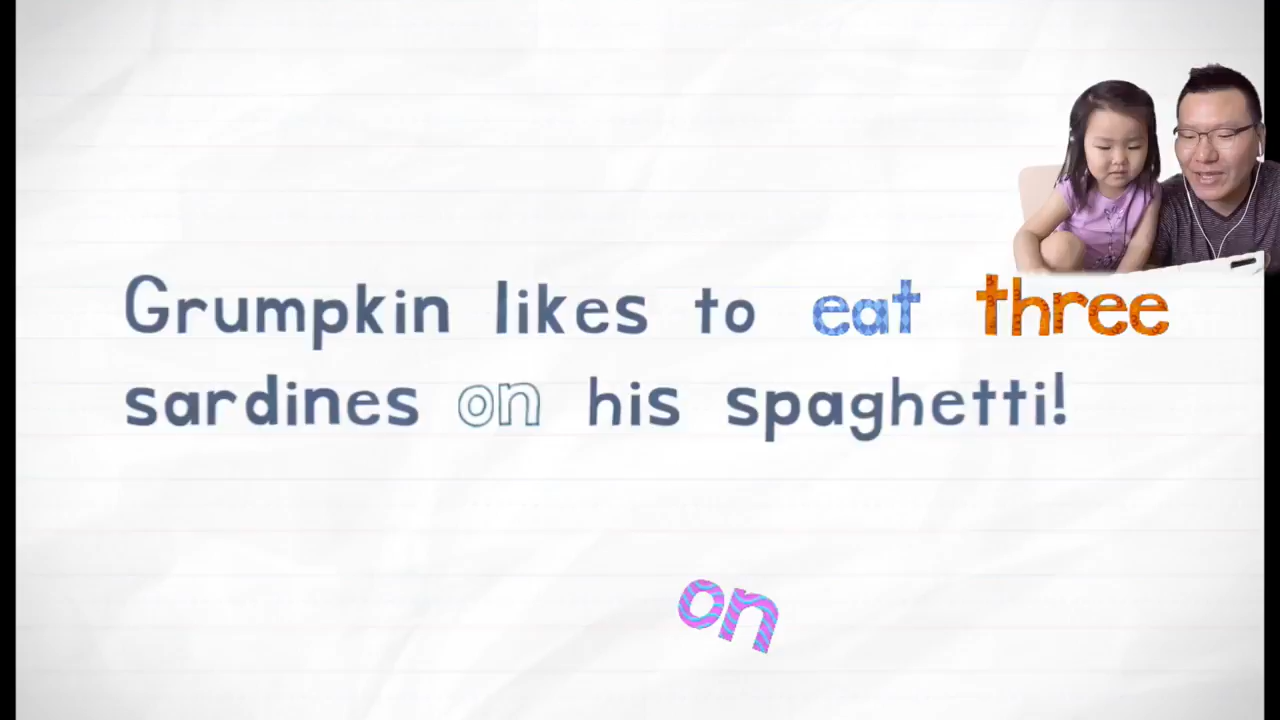 Grumpkin likes to eat three
sardines on his spaghetti!
on